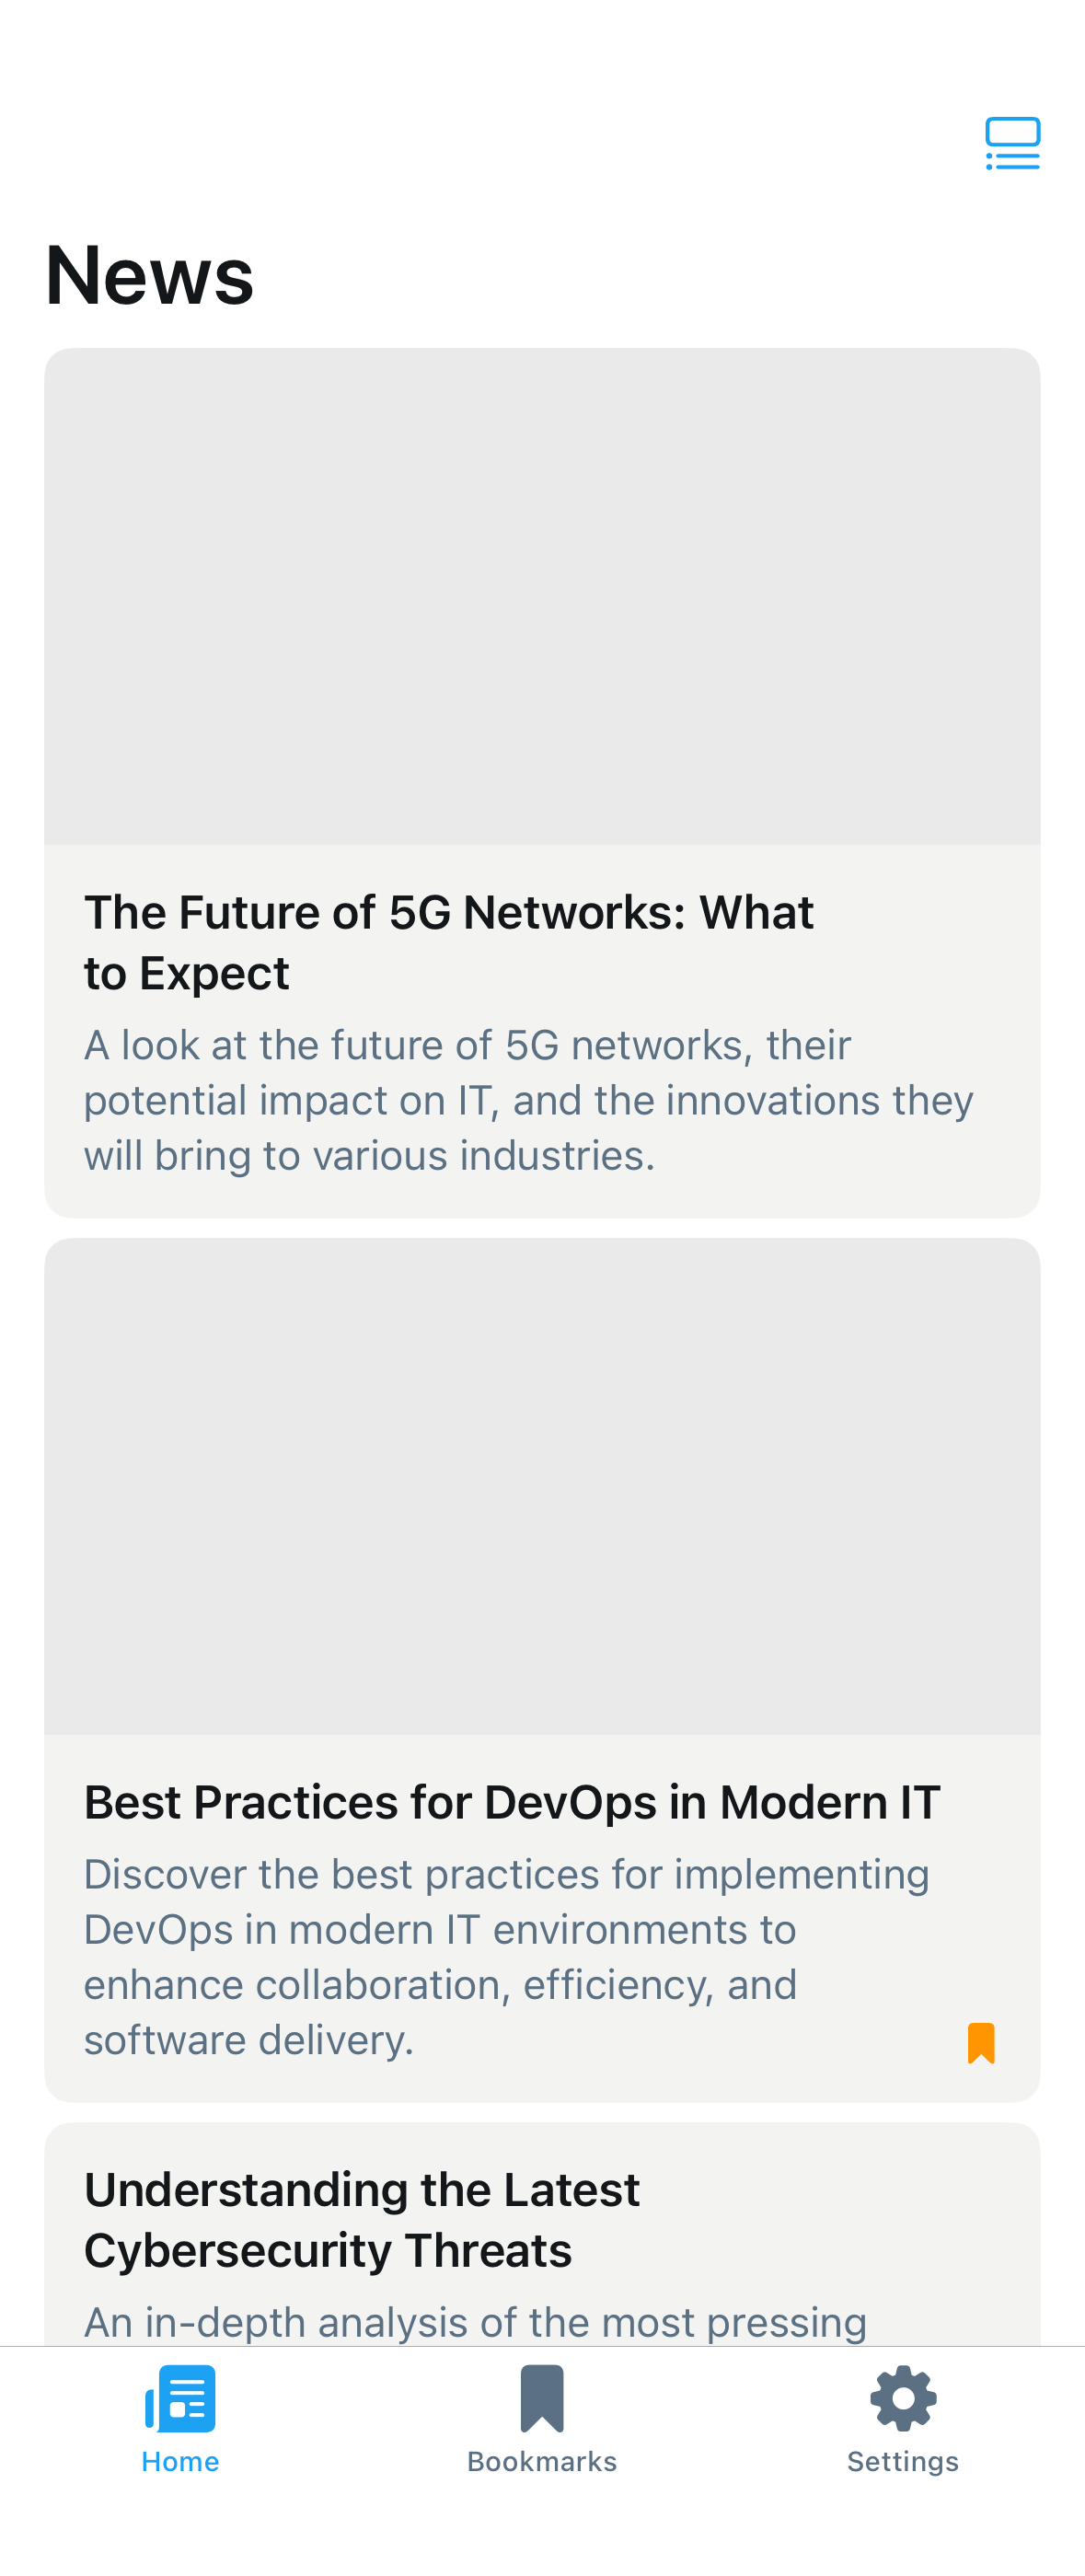 News
The Future of 5G Networks: What
to Expect
A look at the future of 5G networks, their
potential impact on IT, and the innovations they
will bring to various industries.
Best Practices for DevOps in Modern IT
Discover the best practices for implementing
DevOps in modern IT environments to
enhance collaboration, efficiency, and
software delivery.
Understanding the Latest
Cybersecurity Threats
An in-depth analysis of the most pressing
Home
Bookmarks
Settings